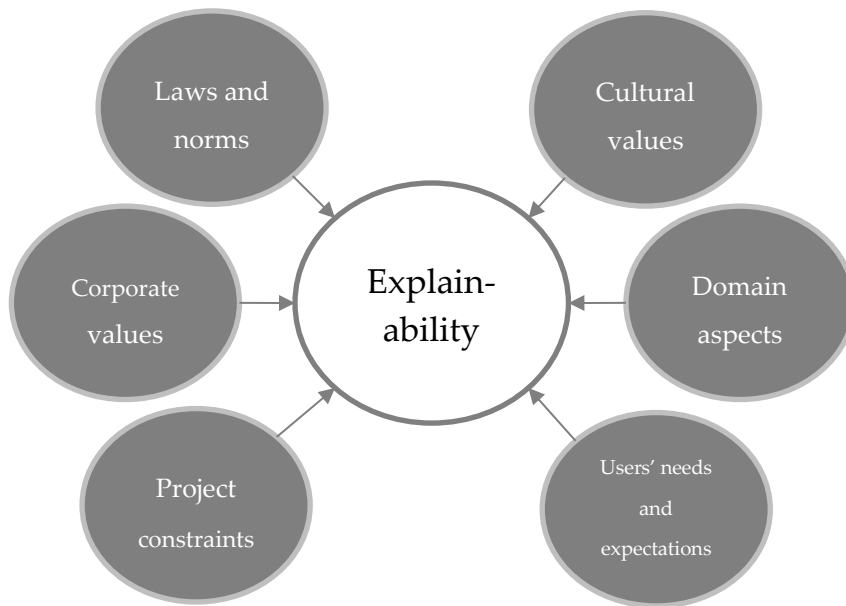 Laws and
norms
Cultural
values
Corporate
values
Explain-
ability
Domain
aspects
Project
constraints
Users’ needs
and
expectations